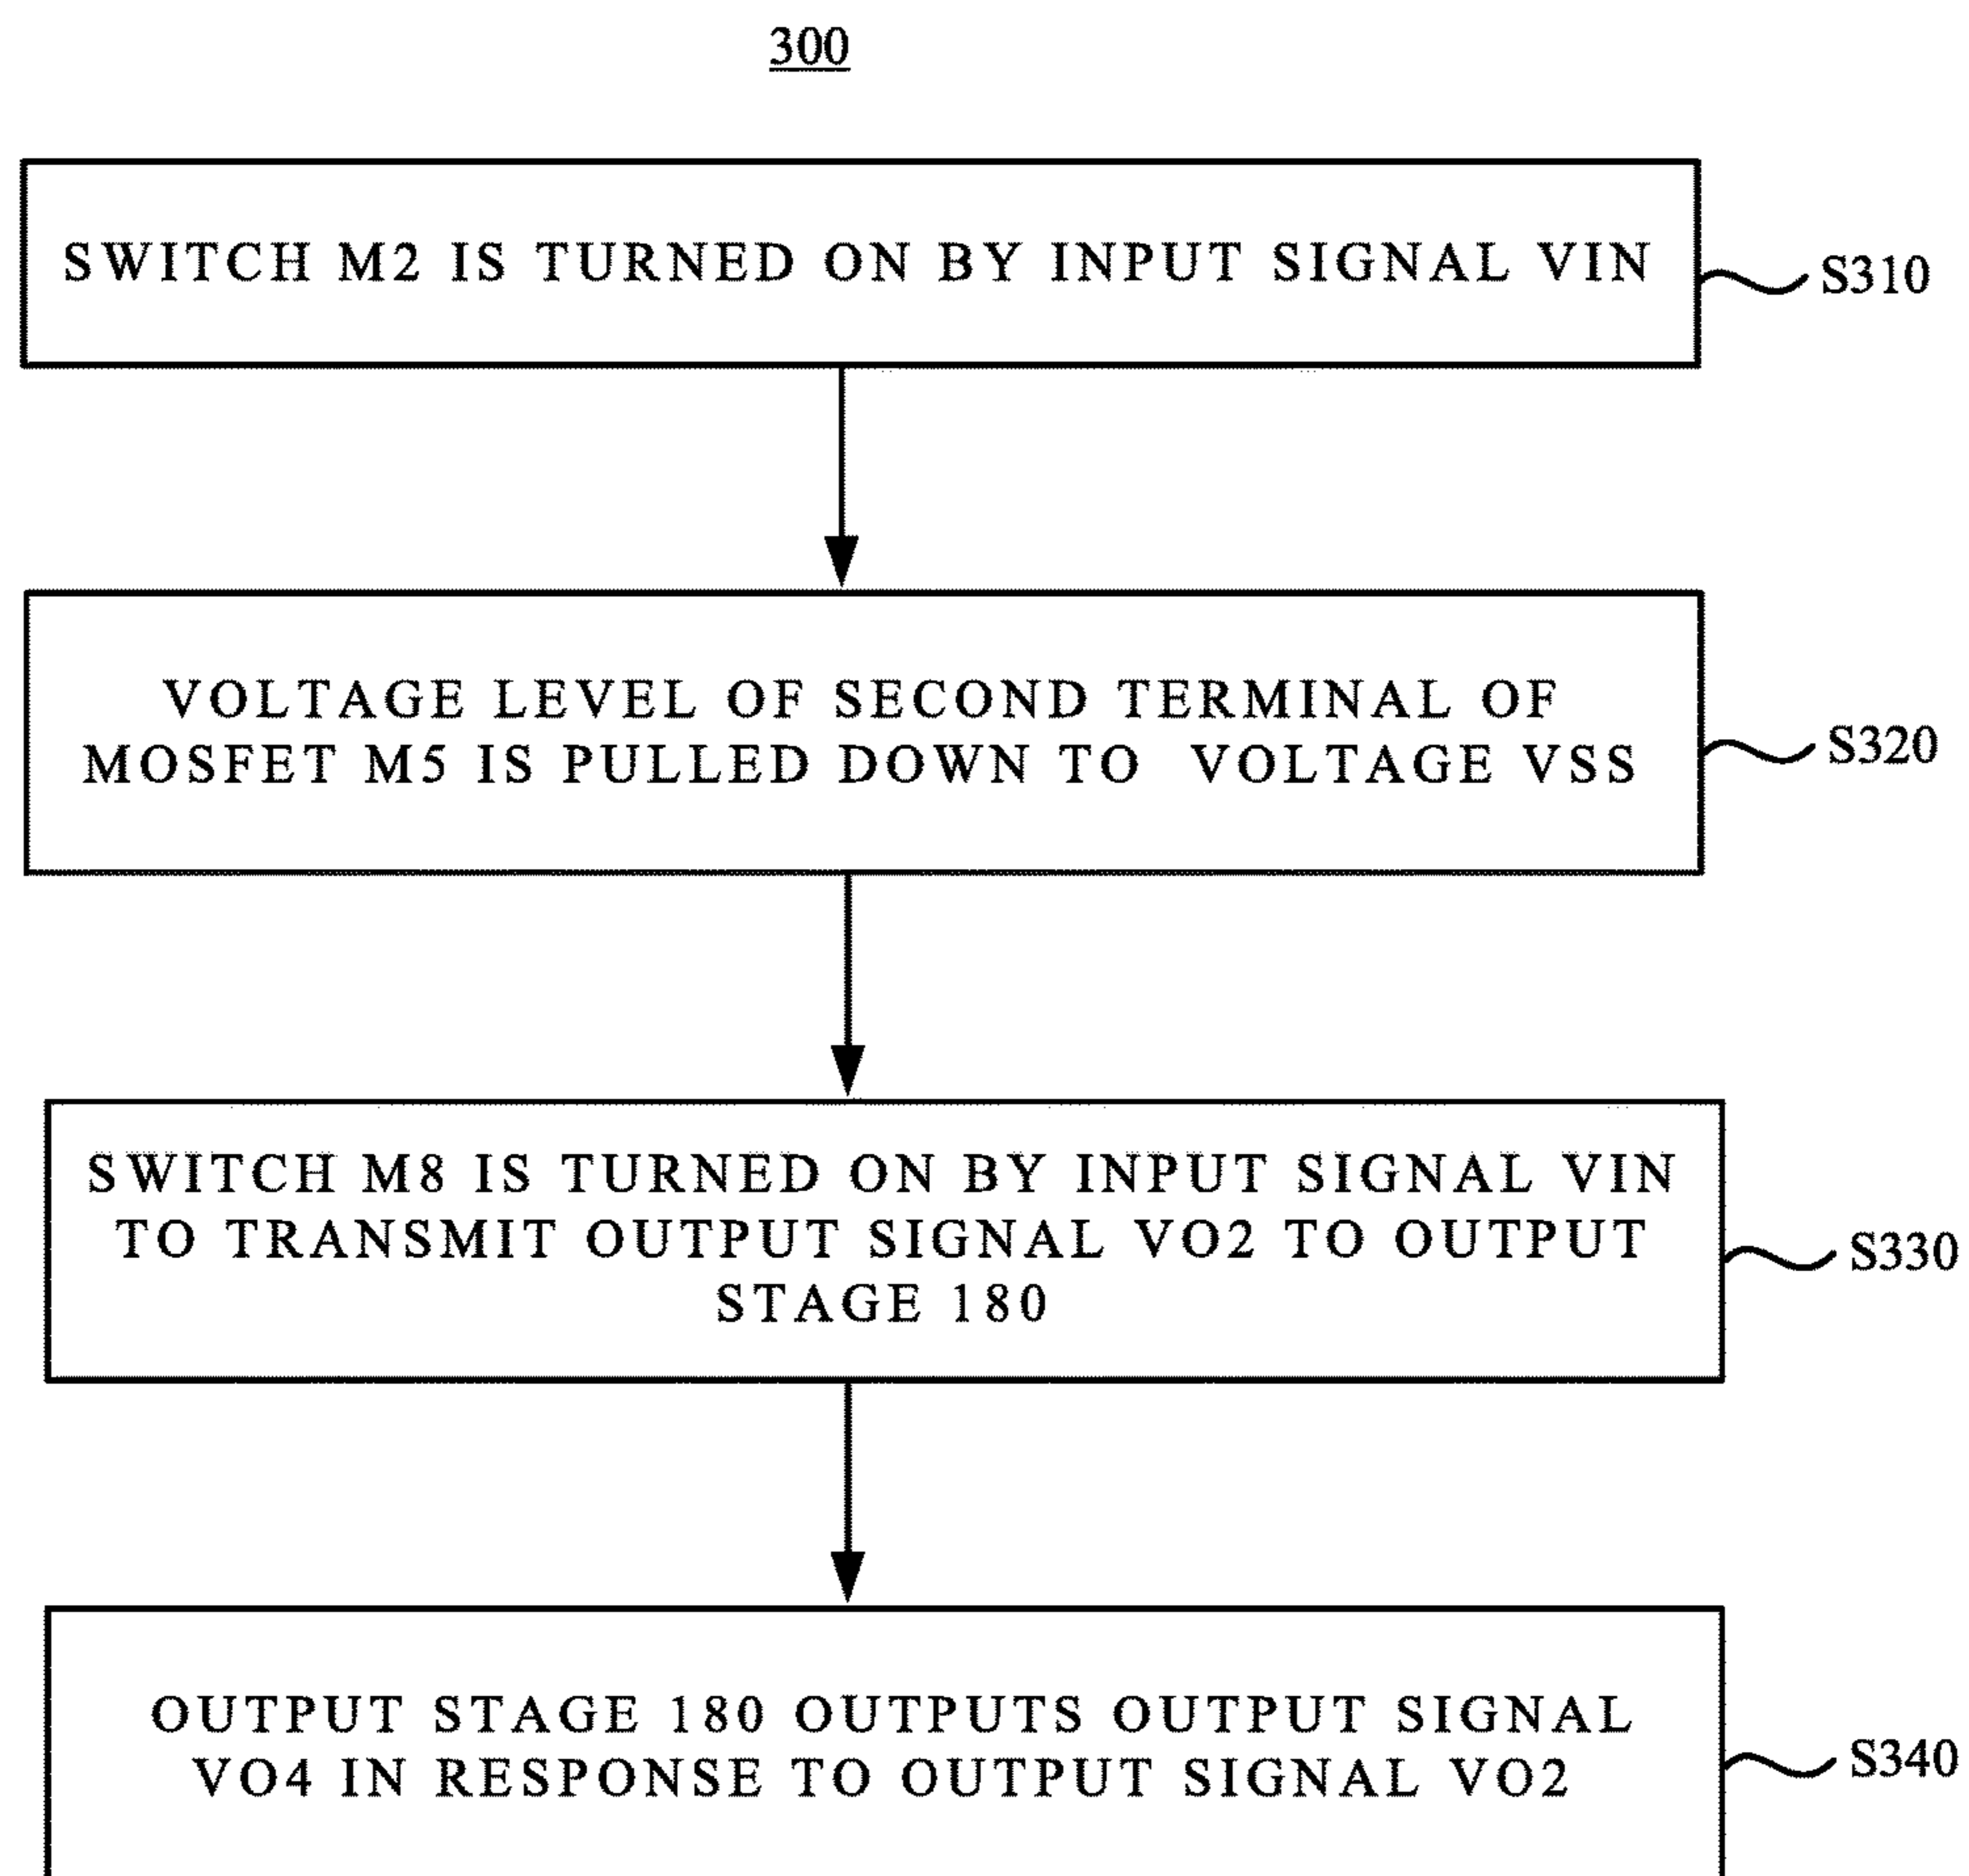 300
SWITCH M2 IS TURNED ON BY INPUT SIGNAL VIN
S310
VOLTAGE LEVEL OF SECOND TERMINAL OF
MOSFET M5 IS PULLED DOWN TO VOLTAGE VSS
S320
SWITCH M8 IS TURNED ON BY INPUT SIGNAL VIN
TO TRANSMIT OUTPUT SIGNAL VO2 TO OUTPUT
STAGE 180
S330
OUTPUT STAGE 180 OUTPUTS OUTPUT SIGNAL
VO4 IN RESPONSE TO OUTPUT SIGNAL VO2
S340